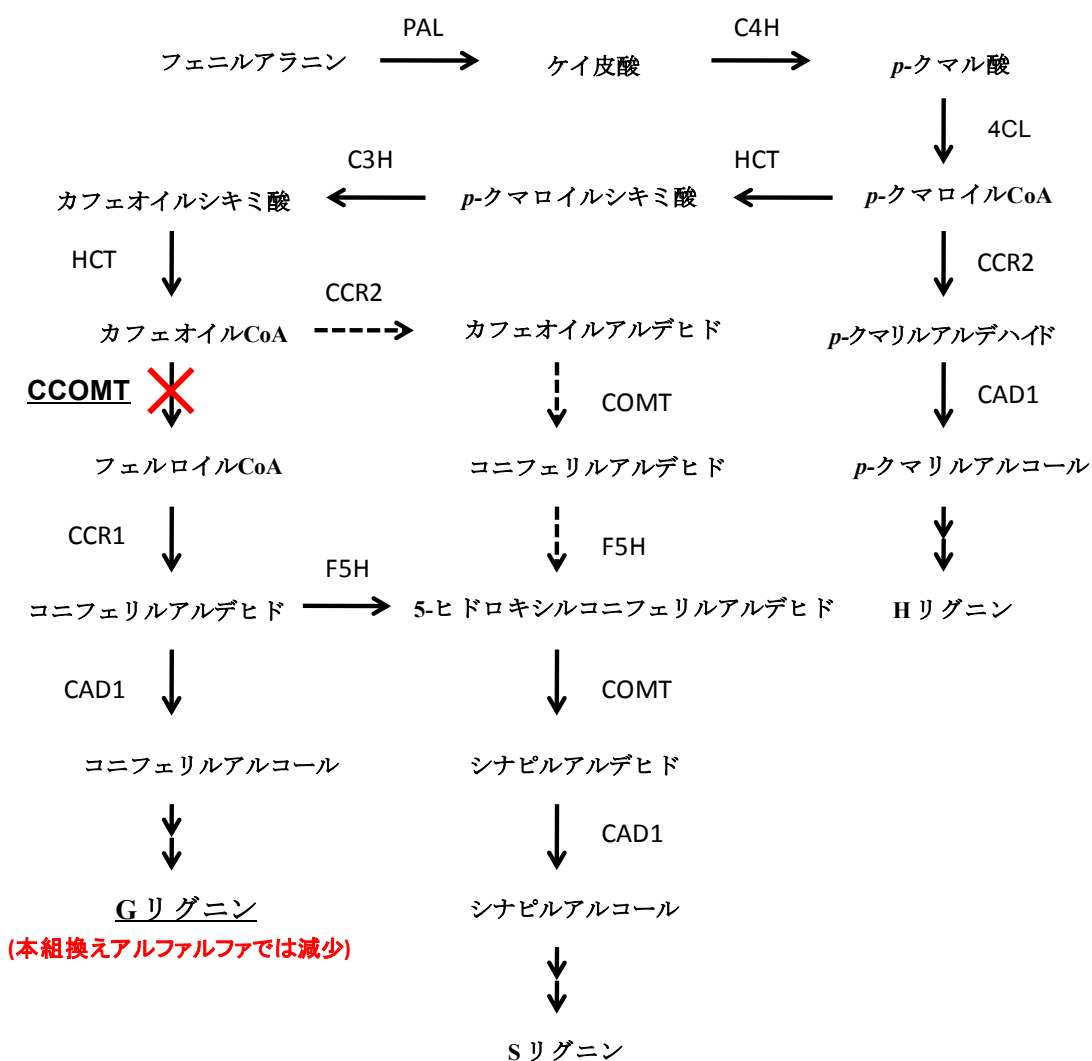 PAL
C4H
フェニルアラニン
ケイ皮酸
p-クマル酸
4CL
C3H
HCT
カフェオイルシキミ酸
p-クマロイルシキミ酸
p-クマロイルCoA
HCT
CCR2
CCR2
カフェオイルCoA
カフェオイルアルデヒド
p-クマリルアルデハイド
CCOMT
COMT
CAD1
フェルロイルCoA
コニフェリルアルデヒド
p-クマリルアルコール
CCR1
F5H
F5H
コニフェリルアルデヒド
5-ヒドロキシルコニフェリルアルデヒド
Hリグニン
CAD1
COMT
コニフェリルアルコール
シナピルアルデヒド
CAD1
Gリグニン
シナピルアルコール
(本組換えアルファルファでは減少)
Sリグニン